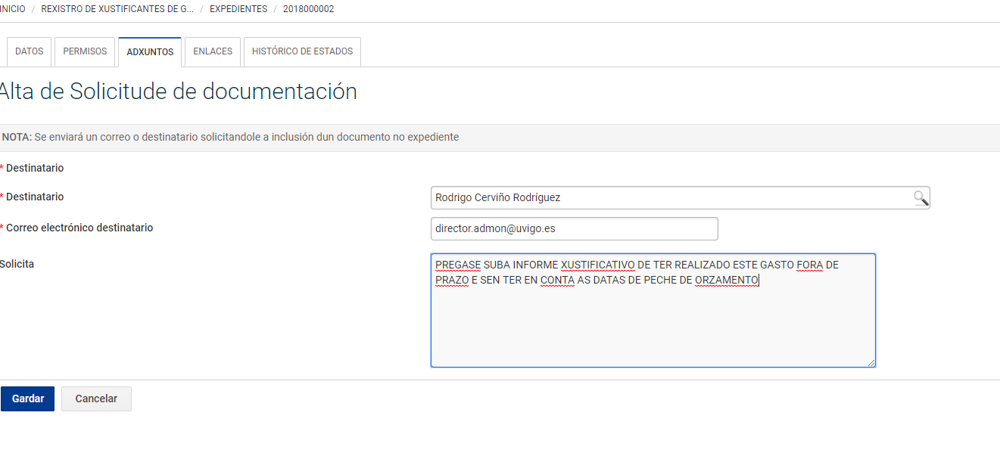 INICIO / REXISTRO DE XUSTIFICANTES DE G... / EXPEDIENTES / 2018000002
DATOS PERMISOS ADXUNTOS ENLACES HISTÓRICO DE ESTADOS
Alta de Solicitude de documentación
NOTA: Se enviará un correo o destinatario solicitandole a inclusión dun documento no expediente
* Destinatario
* Destinatario Rodrigo Cerviño Rodríguez
* Correo electrónico destinatario director.admon@uvigo.es
Solicita PREGASE SUBA INFORME XUSTIFICATIVO DE TER REALIZADO ESTE GASTO FORA DE
PRAZO E SEN TER EN CONTA AS DATAS DE PECHE DE ORZAMENTO
Gardar Cancelar